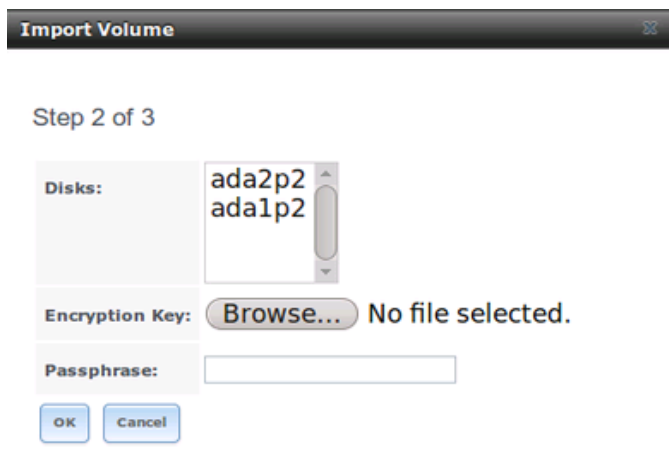 Import Volume
Step 2 of 3
Disks:
ada2p2
ada1p2
Encryption Key: Browse... No file selected.
Passphrase:
OK Cancel